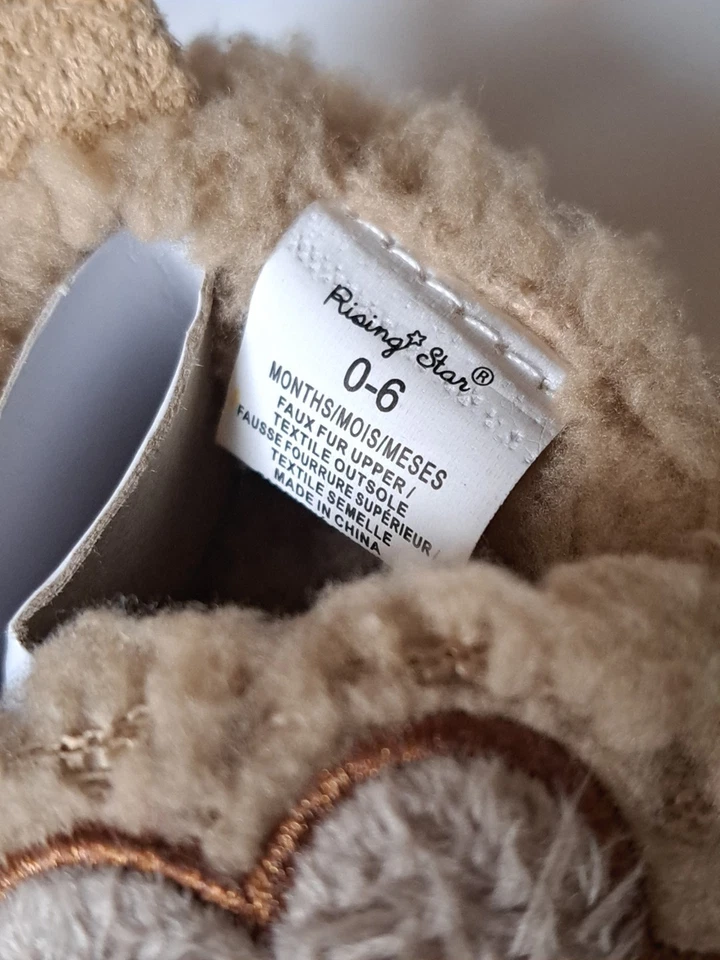 Rising Star®
0-6
MONTHS/MOIS/MESES
FAUX FUR UPPER/
TEXTILE OUTSOLE
FAUSSE FOURRURE SUPÉRIEUR/
TEXTILE SEMELLE
MADE IN CHINA